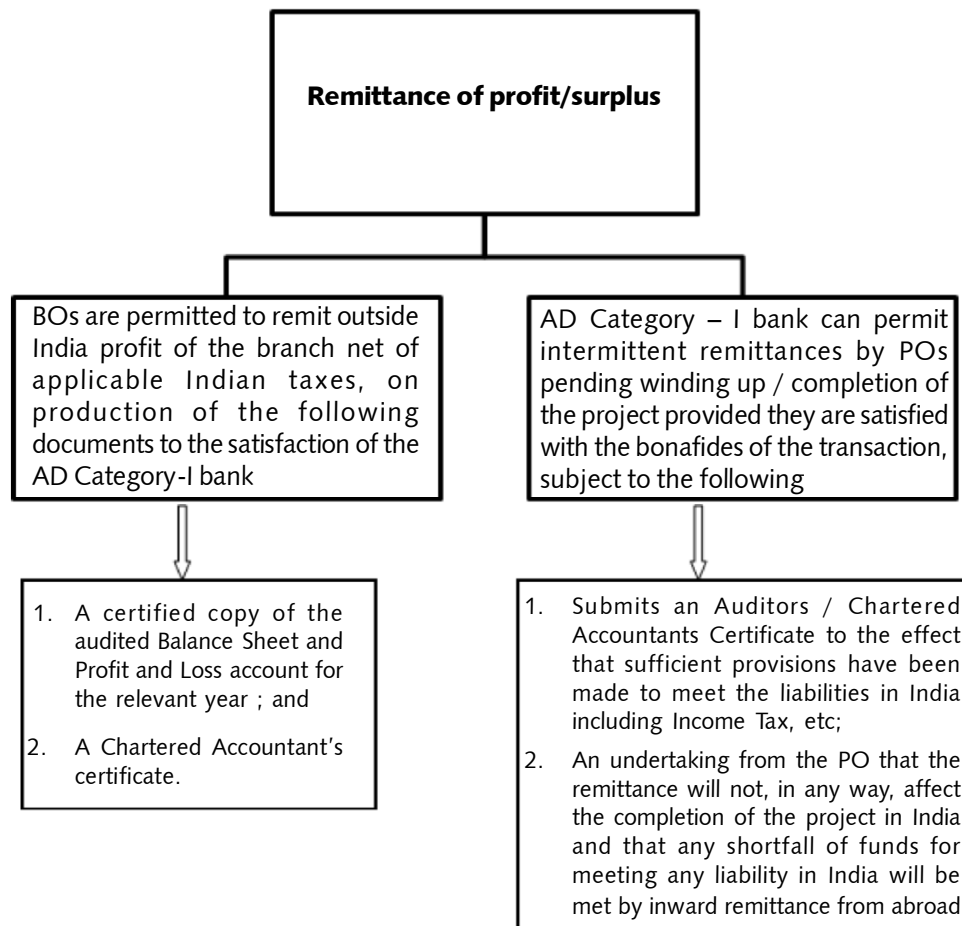 Remittance of profit/surplus
BOs are permitted to remit outside
India profit of the branch net of
applicable Indian taxes, on
production of the following
documents to the satisfaction of the
AD Category-I bank
AD Category – I bank can permit
intermittent remittances by POs
pending winding up / completion of
the project provided they are satisfied
with the bonafides of the transaction,
subject to the following
1. A certified copy of the
audited Balance Sheet and
Profit and Loss account for
the relevant year ; and
2. A Chartered Accountant's
certificate.
1. Submits an Auditors / Chartered
Accountants Certificate to the effect
that sufficient provisions have been
made to meet the liabilities in India
including Income Tax, etc;
2. An undertaking from the PO that the
remittance will not, in any way, affect
the completion of the project in India
and that any shortfall of funds for
meeting any liability in India will be
met by inward remittance from abroad